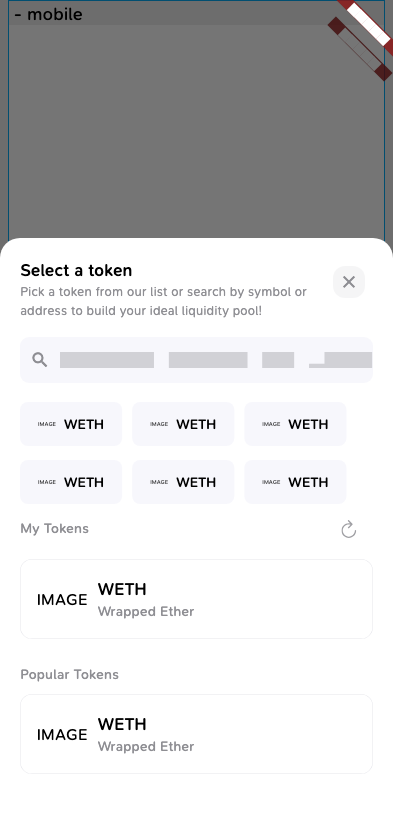 - mobile
Select a token
Pick a token from our list or search by symbol or
address to build your ideal liquidity pool!
IMAGE WETH IMAGE WETH IMAGE WETH
IMAGE WETH IMAGE WETH IMAGE WETH
My Tokens
IMAGE
WETH
Wrapped Ether
Popular Tokens
IMAGE
WETH
Wrapped Ether